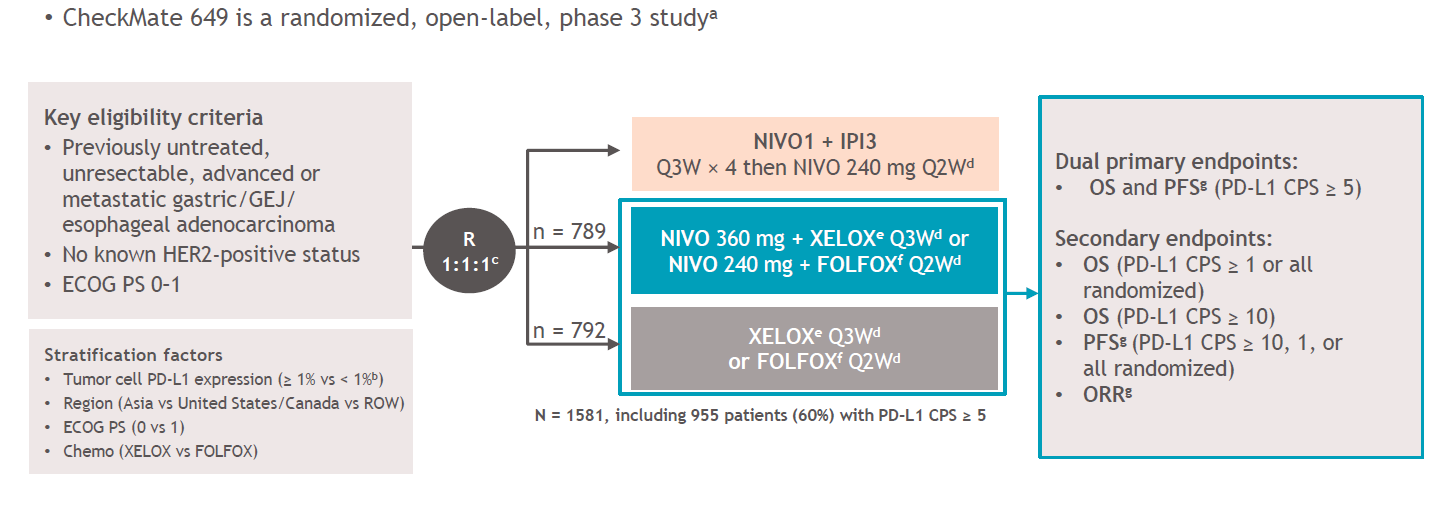 • CheckMate 649 is a randomized, open-label, phase 3 studyᵃ
Key eligibility criteria
• Previously untreated,
unresectable, advanced or
metastatic gastric/GEJ/
esophageal adenocarcinoma
• No known HER2-positive status
• ECOG PS 0–1
Stratification factors
• Tumor cell PD-L1 expression (≥ 1% vs < 1%ᵇ)
• Region (Asia vs United States/Canada vs ROW)
• ECOG PS (0 vs 1)
• Chemo (XELOX vs FOLFOX)
R
1:1:1ᶜ
n = 789
n = 792
NIVO1 + IPI3
Q3W × 4 then NIVO 240 mg Q2Wᵈ
NIVO 360 mg + XELOXᵉ Q3Wᵈ or
NIVO 240 mg + FOLFOXᶠ Q2Wᵈ
XELOXᵉ Q3Wᵈ
or FOLFOXᶠ Q2Wᵈ
N = 1581, including 955 patients (60%) with PD-L1 CPS ≥ 5
Dual primary endpoints:
• OS and PFSᵍ (PD-L1 CPS ≥ 5)
Secondary endpoints:
• OS (PD-L1 CPS ≥ 1 or all
randomized)
• OS (PD-L1 CPS ≥ 10)
• PFSᵍ (PD-L1 CPS ≥ 10, 1, or
all randomized)
• ORRᵍ